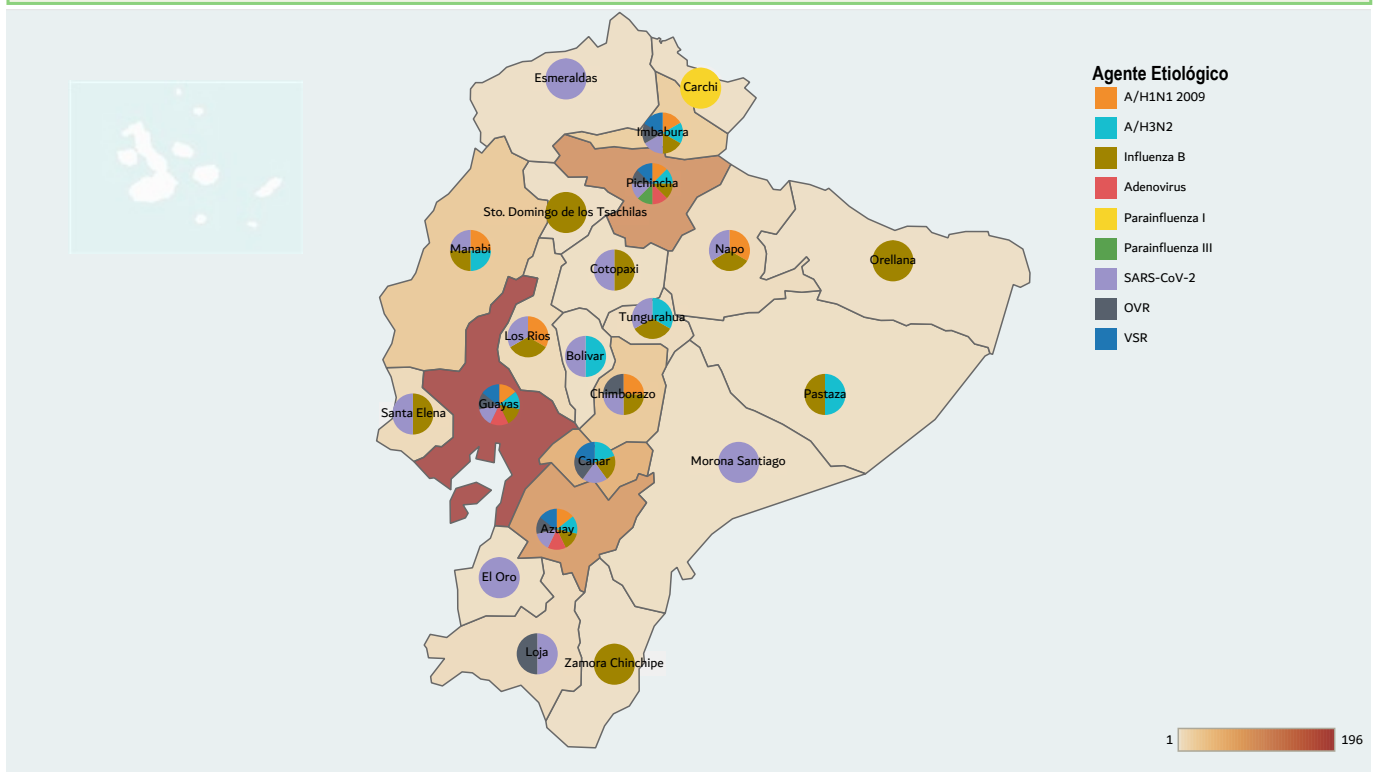 Agente Etiológico
A/H1N1 2009
A/H3N2
Influenza B
Adenovirus
Parainfluenza I
Parainfluenza III
SARS-CoV-2
OVR
VSR
Esmeraldas
Carchi
Imbabura
Pichincha
Sto. Domingo de los Tsachilas
Manabi
Napo
Orellana
Cotopaxi
Tungurahua
Los Rios
Bolivar
Chimborazo
Pastaza
Guayas
Santa Elena
Canar
Morona Santiago
Azuay
El Oro
Loja
Zamora Chinchipe
1
196